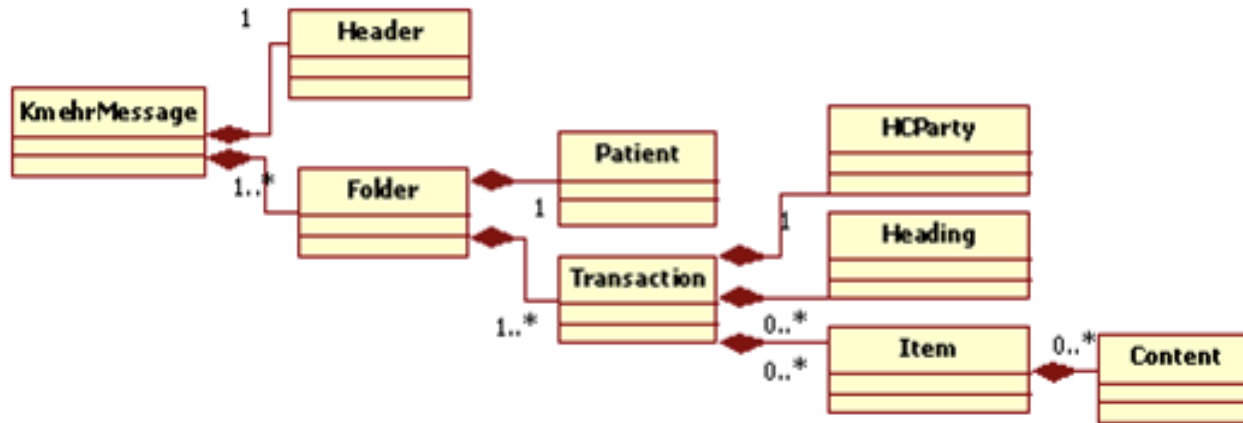 1
Header
KmehrMessage
HCParty
Patient
1..*
Folder
1
1
Heading
Transaction
1..*
0..*
Item
0..*
Content
0..*